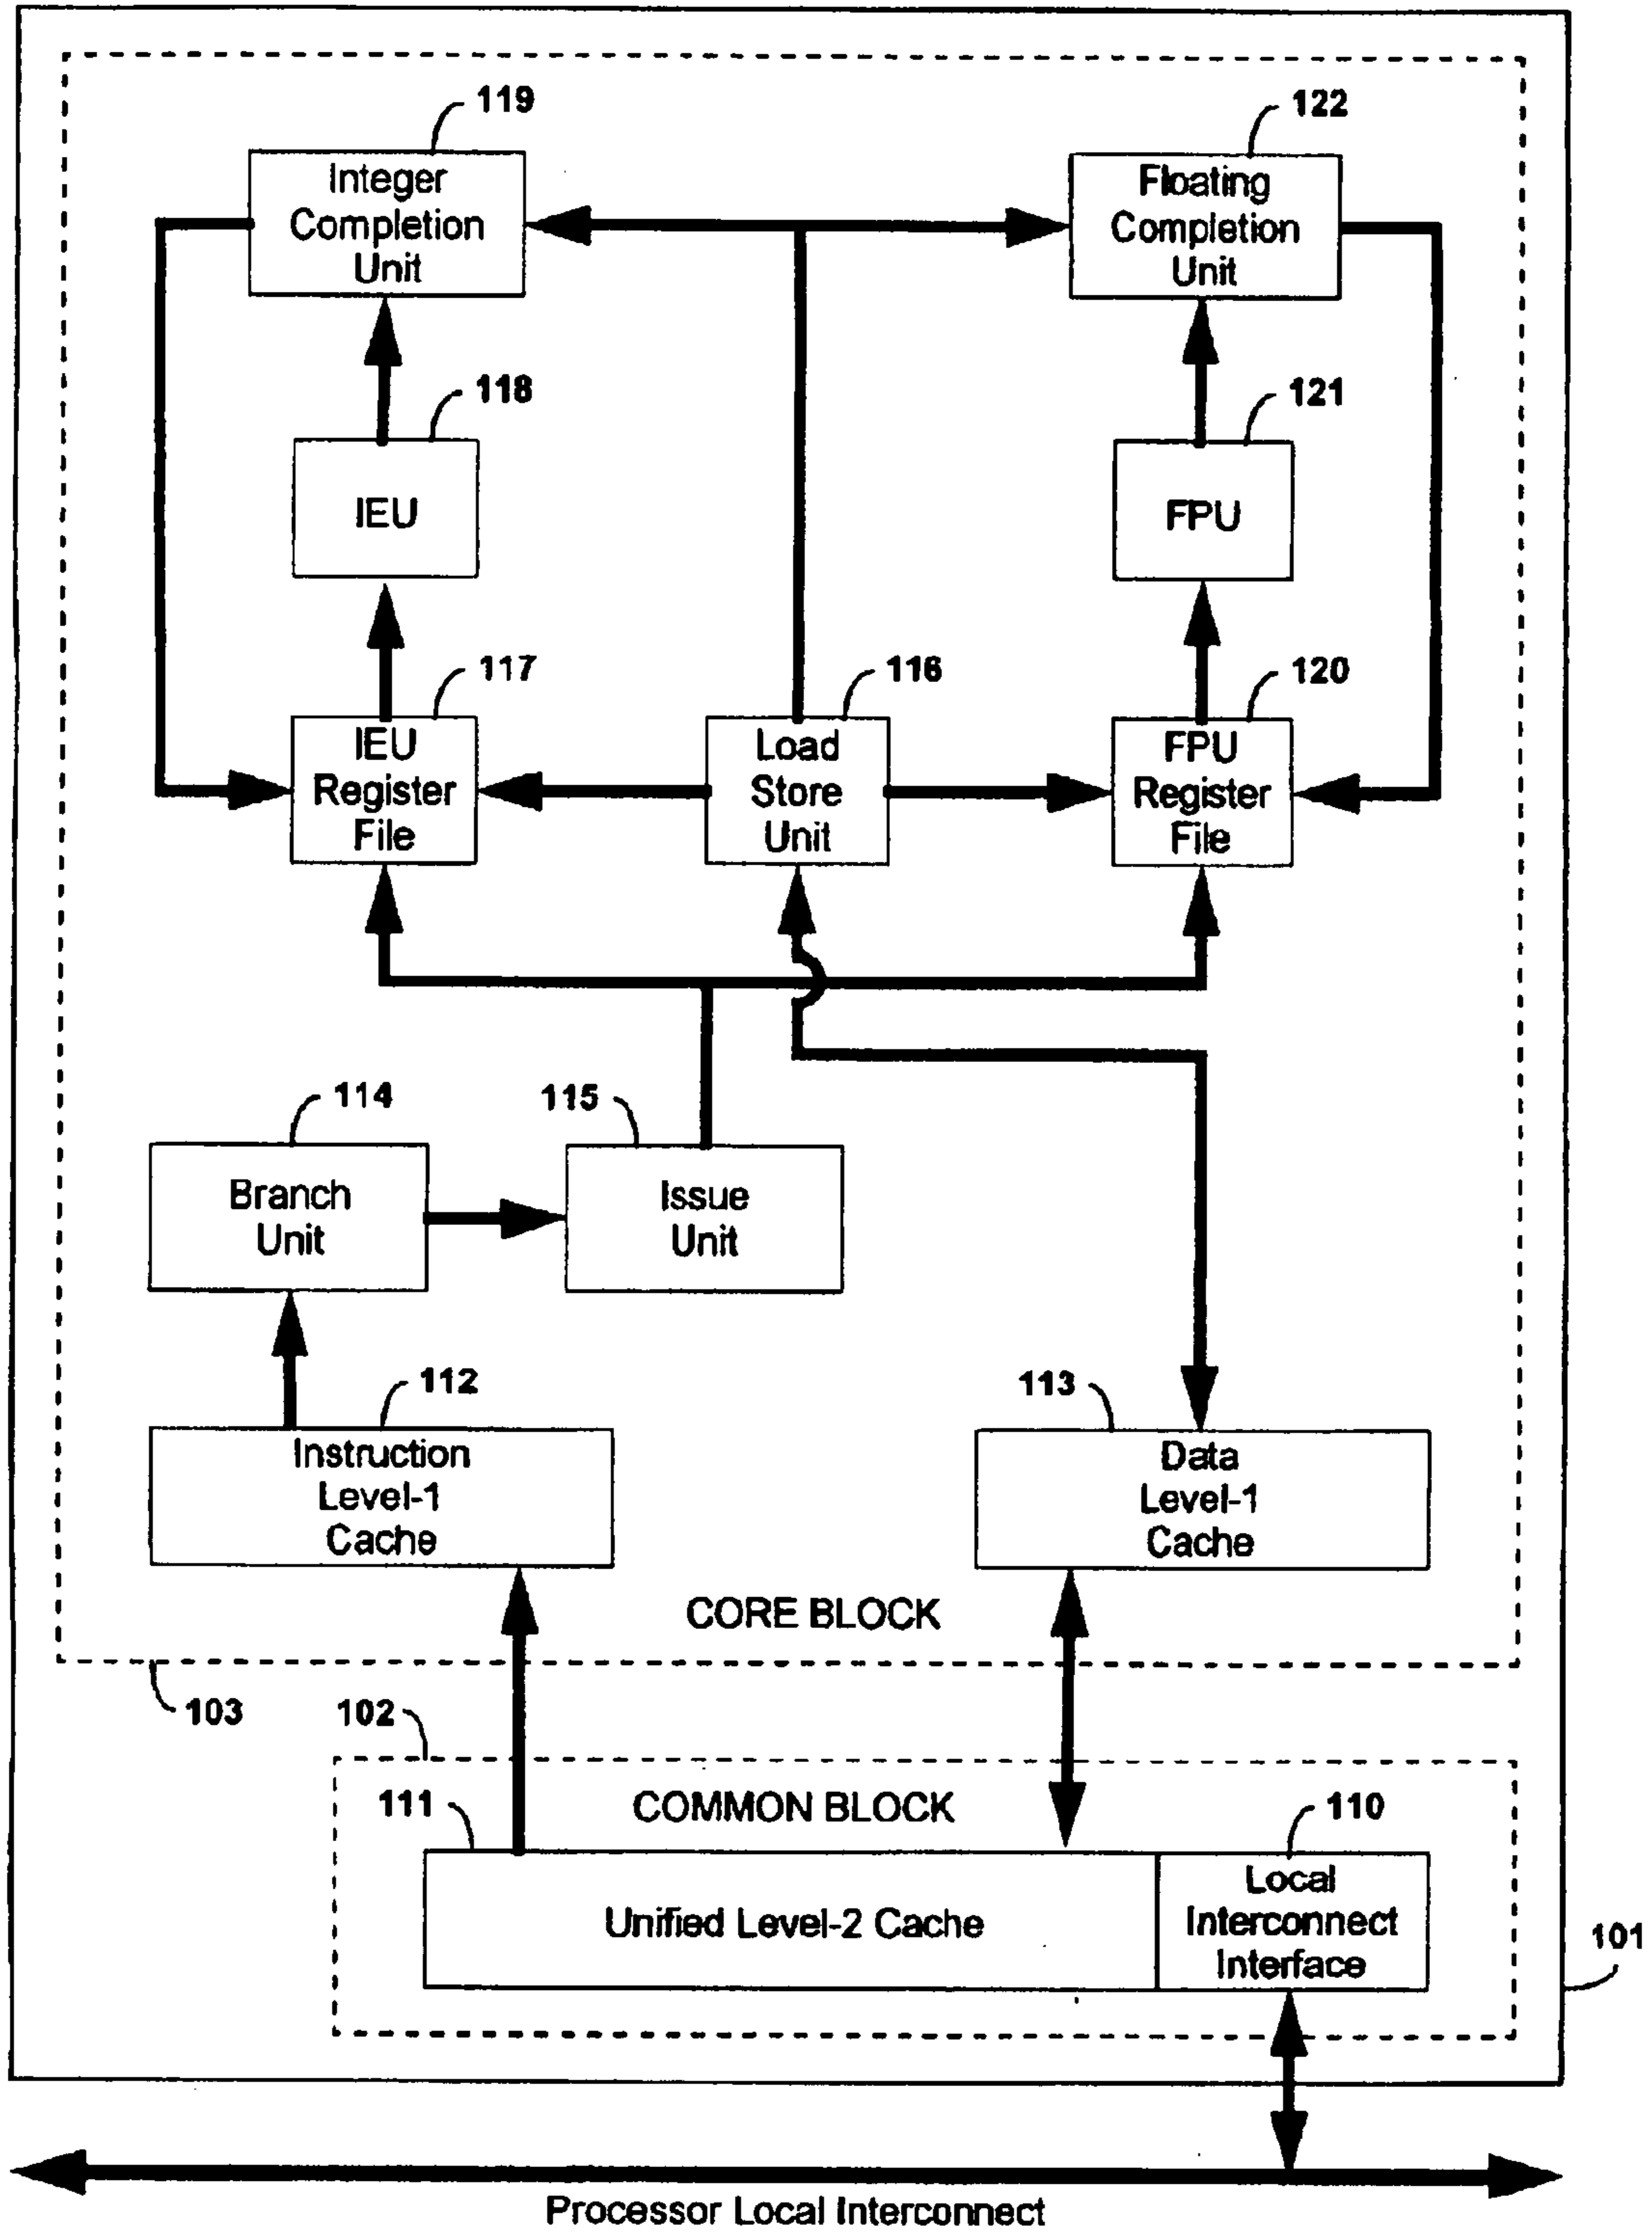 119
122
Integer
Completion
Unit
Floating
Completion
Unit
118
121
IEU
FPU
117
116
120
IEU
Register
File
Load
Store
Unit
FPU
Register
File
114
115
Branch
Unit
Issue
Unit
112
113
Instruction
Level-1
Cache
Data
Level-1
Cache
CORE BLOCK
103
102
111
COMMON BLOCK
110
Unified Level-2 Cache
Local
Interconnect
Interface
101
Processor Local Interconnect